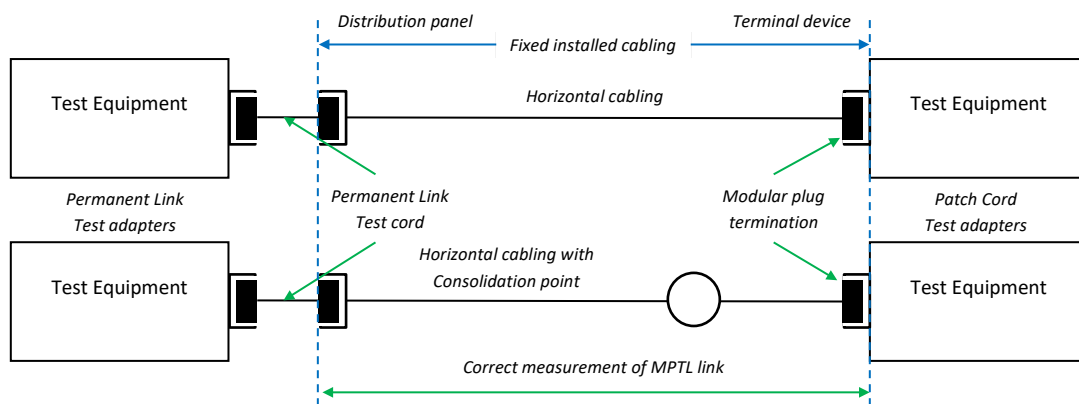 Distribution panel
Terminal device
Fixed installed cabling
Test Equipment
Horizontal cabling
Test Equipment
Permanent Link
Test adapters
Permanent Link
Test cord
Modular plug
termination
Patch Cord
Test adapters
Test Equipment
Horizontal cabling with
Consolidation point
Test Equipment
Correct measurement of MPTL link